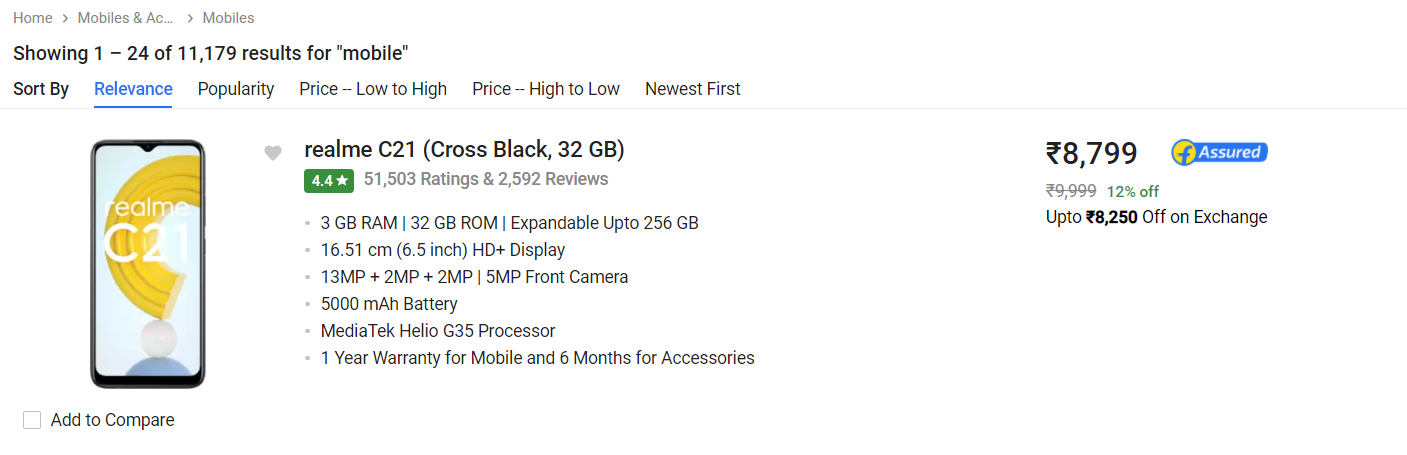 Home > Mobiles & Ac... > Mobiles
Showing 1 – 24 of 11,179 results for "mobile"
Sort By Relevance Popularity Price -- Low to High Price -- High to Low Newest First
realme
C21
Add to Compare
realme C21 (Cross Black, 32 GB)
4.4★ 51,503 Ratings & 2,592 Reviews
3 GB RAM | 32 GB ROM | Expandable Upto 256 GB
16.51 cm (6.5 inch) HD+ Display
13MP + 2MP + 2MP | 5MP Front Camera
5000 mAh Battery
MediaTek Helio G35 Processor
1 Year Warranty for Mobile and 6 Months for Accessories
₹8,799 f Assured
₹9,999 12% off
Upto ₹8,250 Off on Exchange